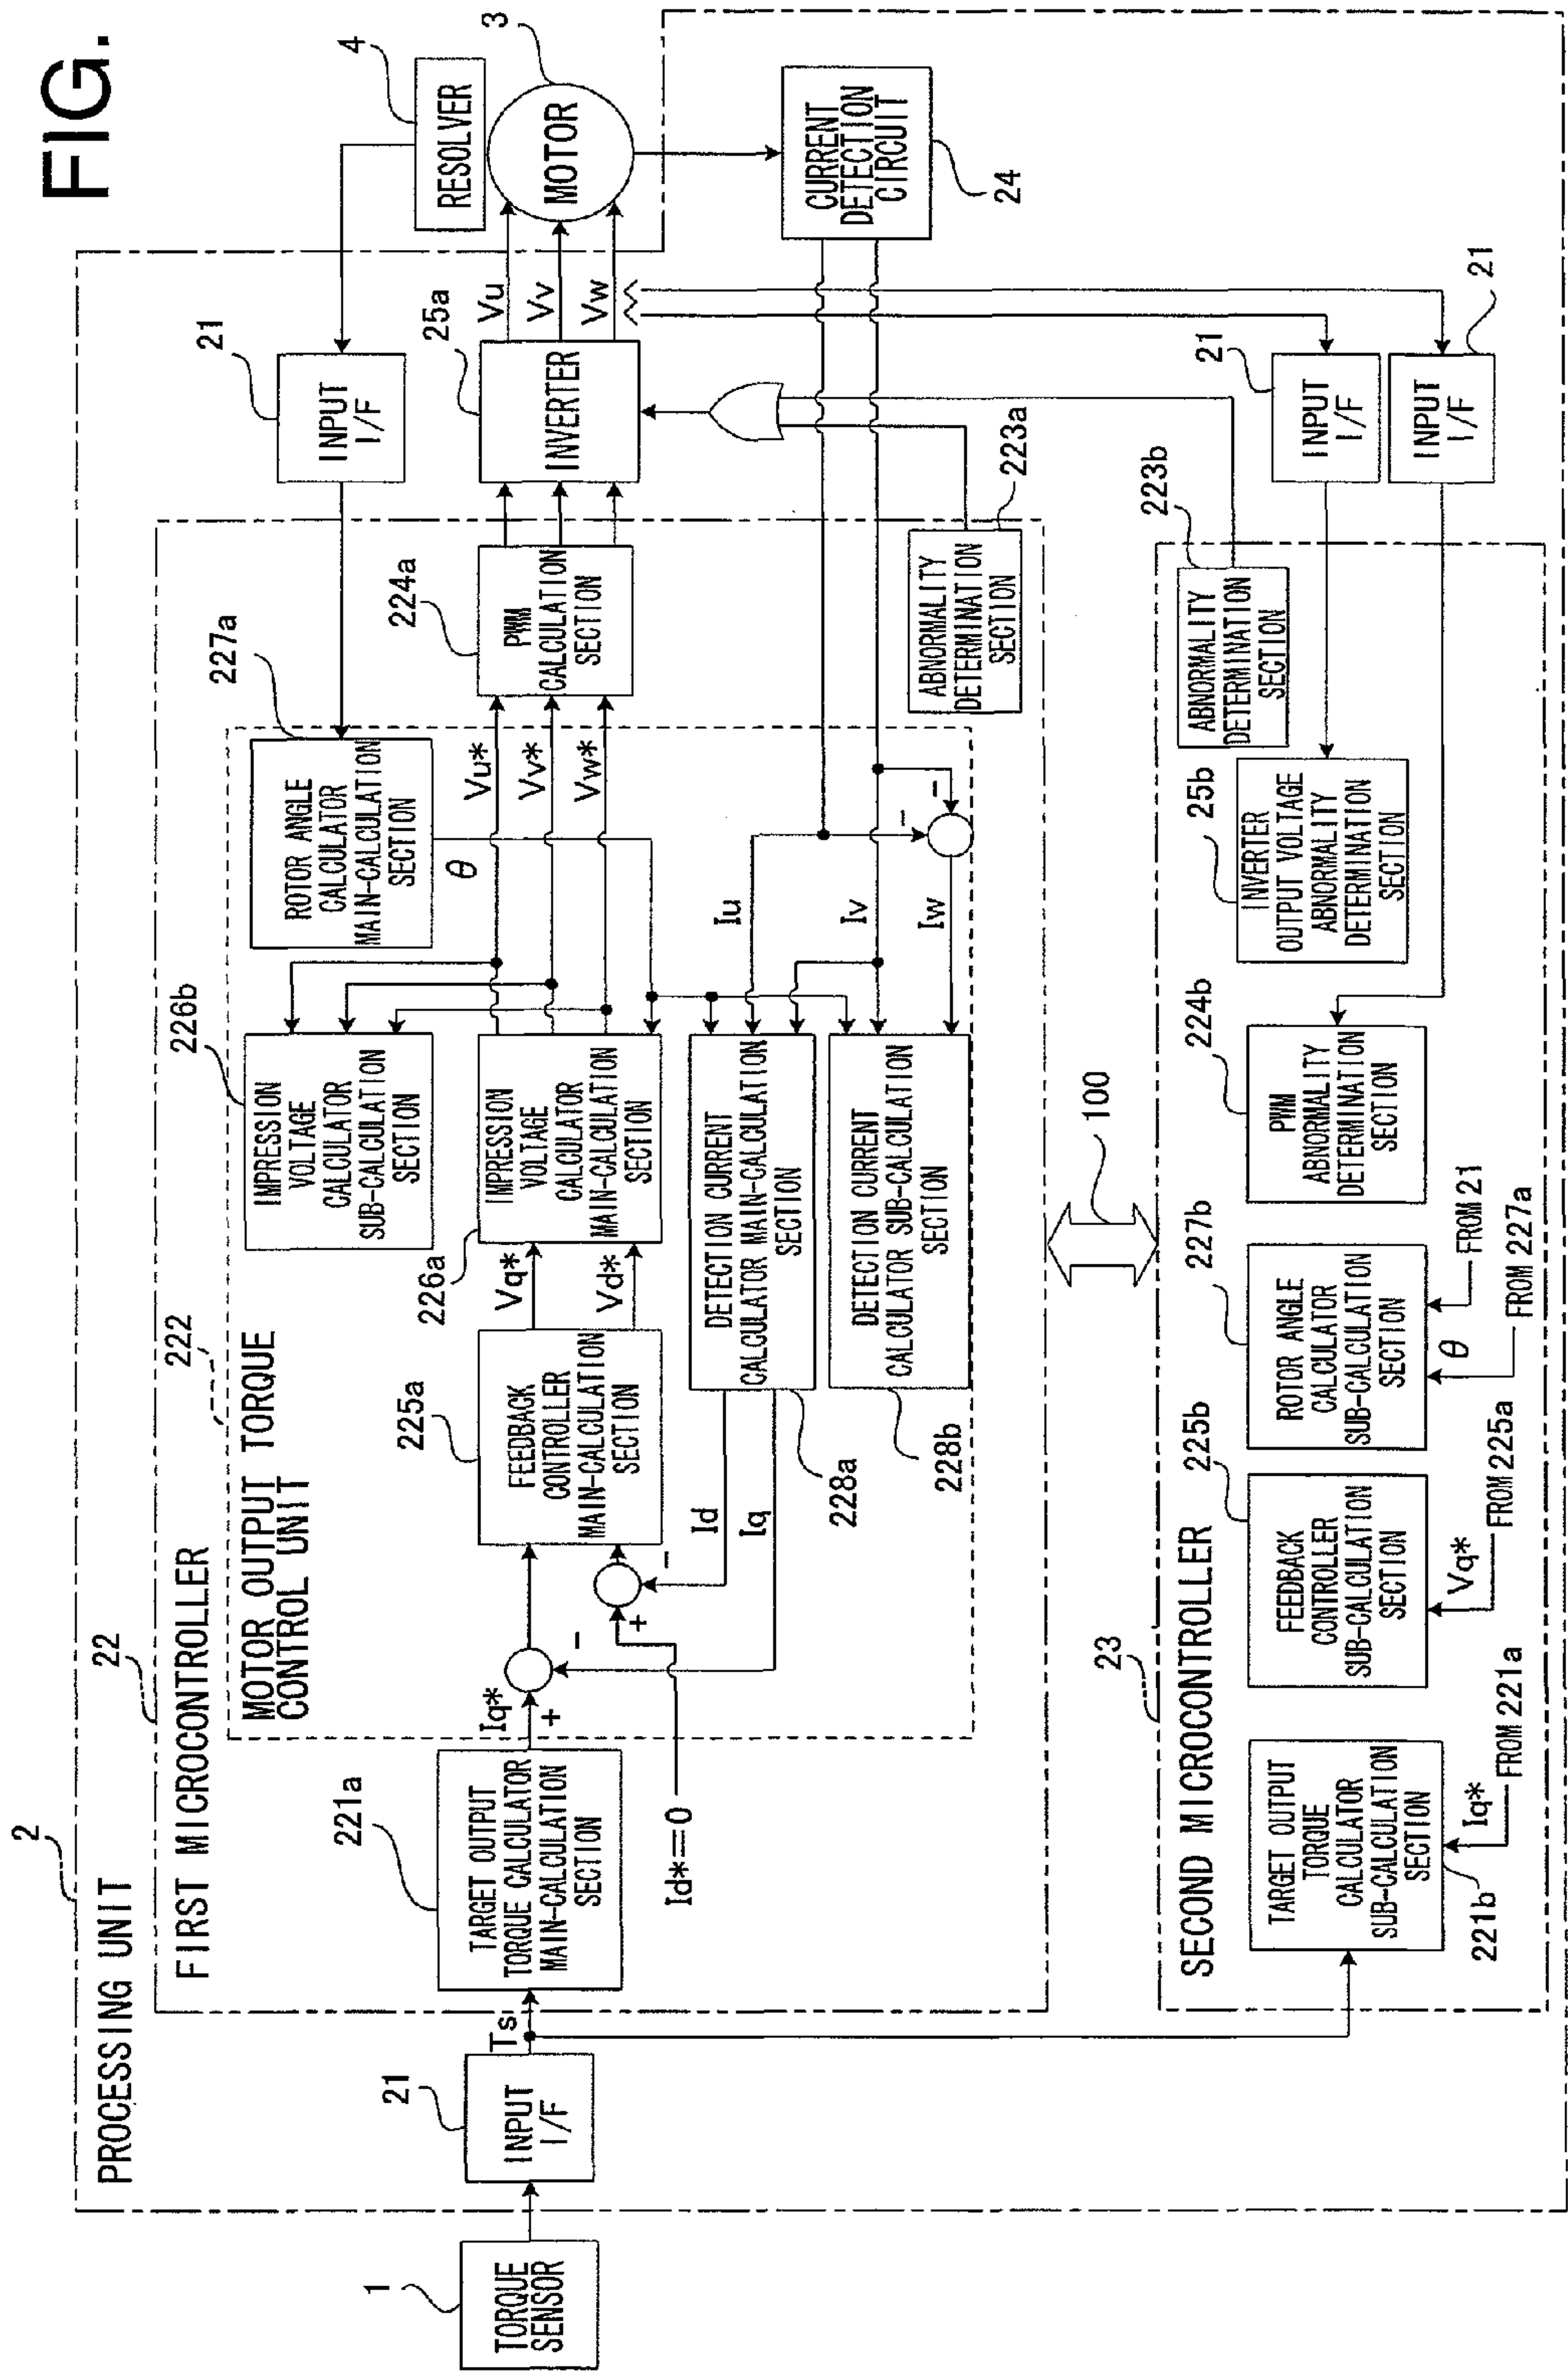 FIG.
2
PROCESSING UNIT
22
FIRST MICROCONTROLLER
222
MOTOR OUTPUT TORQUE
CONTROL UNIT
1
TORQUE
SENSOR
21
INPUT
I/F
Ts
221a
TARGET OUTPUT
TORQUE CALCULATOR
MAIN-CALCULATION
SECTION
Iq*
+
−
Id*=0
+
−
225a
FEEDBACK
CONTROLLER
MAIN-CALCULATION
SECTION
Id
Iq
Vq*
Vd*
226b
IMPRESSION
VOLTAGE
CALCULATOR
SUB-CALCULATION
SECTION
226a
IMPRESSION
VOLTAGE
CALCULATOR
MAIN-CALCULATION
SECTION
DETECTION CURRENT
CALCULATOR MAIN-CALCULATION
SECTION
228a
DETECTION CURRENT
CALCULATOR SUB-CALCULATION
SECTION
228b
227a
ROTOR ANGLE
CALCULATOR
MAIN-CALCULATION
SECTION
θ
Vu*
Vv*
Vw*
Iu
Iv
Iw
−
−
224a
PWM
CALCULATION
SECTION
ABNORMALITY
DETERMINATION
SECTION
223a
21
INPUT
I/F
25a
INVERTER
Vu
Vv
Vw
4
RESOLVER
3
MOTOR
CURRENT
DETECTION
CIRCUIT
24
100
23
SECOND MICROCONTROLLER
TARGET OUTPUT
TORQUE
CALCULATOR
SUB-CALCULATION
SECTION
221b
Iq*
FROM 221a
225b
FEEDBACK
CONTROLLER
SUB-CALCULATION
SECTION
Vq*
FROM 225a
227b
ROTOR ANGLE
CALCULATOR
SUB-CALCULATION
SECTION
θ
FROM 21
FROM 227a
224b
PWM
ABNORMALITY
DETERMINATION
SECTION
25b
INVERTER
OUTPUT VOLTAGE
ABNORMALITY
DETERMINATION
SECTION
223b
ABNORMALITY
DETERMINATION
SECTION
21
INPUT
I/F
21
INPUT
I/F